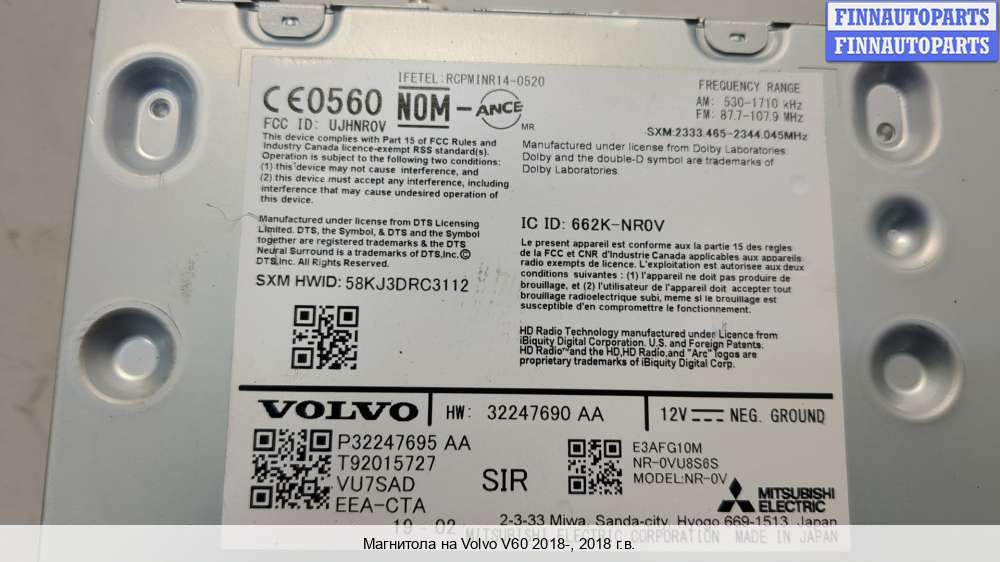 FINNAUTOPARTS
FINNAUTOPARTS
IFETEL:RCPMINR14-0520
CE0560 NOM-ANCE
MR
FCC ID: UJHNR0V
This device complies with Part 15 of FCC Rules and
Industry Canada licence-exempt RSS standard(s).
Operation is subject to the following two conditions:
(1) this device may not cause interference, and
(2) this device must accept any interference, including
interference that may cause undesired operation of
this device.
FREQUENCY RANGE
AM: 530-1710 kHz
FM: 87.7-107.9 MHz
SXM:2333.465-2344.045MHz
Manufactured under license from Dolby Laboratories.
Dolby and the double-D symbol are trademarks of
Dolby Laboratories.
Manufactured under license from DTS Licensing
Limited. DTS, the Symbol, & DTS and the Symbol
together are registered trademarks & the DTS
Neural Surround is a trademark of DTS,Inc.©
DTS,Inc. All Rights Reserved.
SXM HWID: 58KJ3DRC3112
IC ID: 662K-NR0V
Le present appareil est conforme aux la partie 15 des regles
de la FCC et CNR d'Industrie Canada applicables aux appareils
radio exempts de licence. L'exploitation est autorisee aux deux
conditions suivantes : (1) l'appareil ne doit pas produire de
brouillage, et (2) l'utilisateur de l'appareil doit accepter tout
brouillage radioelectrique subi, meme si le brouillage est
susceptible d'en compromettre le fonctionnement.
HD Radio Technology manufactured under Licence from
iBiquity Digital Corporation. U.S. and Foreign Patents.
HD Radio™ and the HD,HD Radio,and "Arc" logos are
proprietary trademarks of iBiquity Digital Corp.
VOLVO
HW: 32247690 AA
12V NEG. GROUND
P32247695 AA
T92015727
VU7SAD
EEA-CTA
19-02
SIR
E3AFG10M
NR-0VU8S6S
MODEL:NR-0V
MITSUBISHI
ELECTRIC
2-3-33 Miwa, Sanda-city, Hyogo 669-1513, Japan
MITSUBISHI ELECTRIC CORPORATION MADE IN JAPAN
Магнитола на Volvo V60 2018-, 2018 г.в.